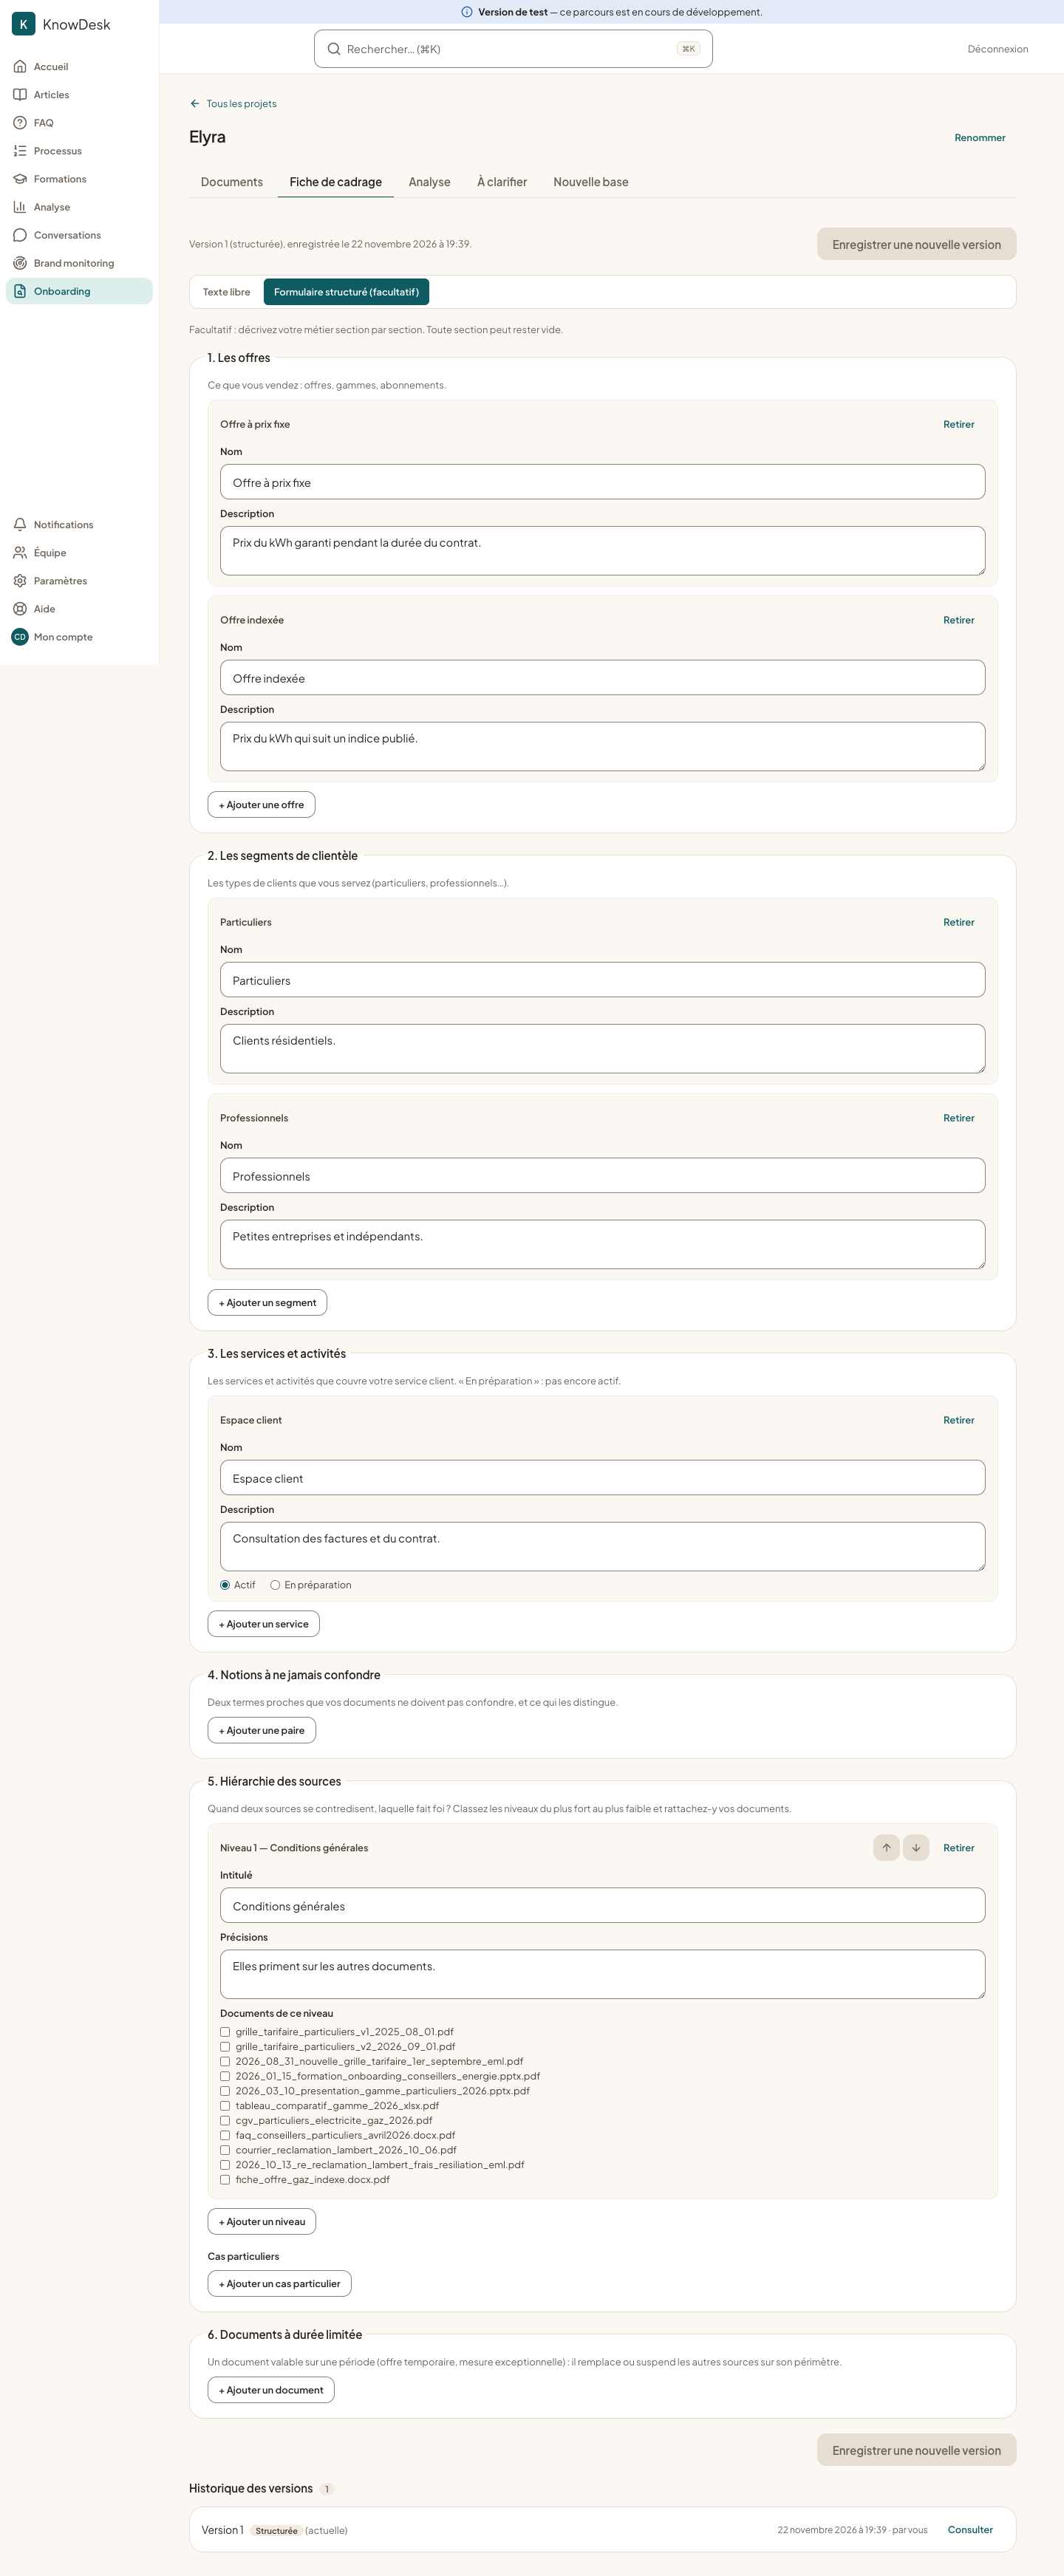 K KnowDesk
Accueil
Articles
FAQ
Processus
Formations
Analyse
Conversations
Brand monitoring
Onboarding
Notifications
Équipe
Paramètres
Aide
CD Mon compte
Version de test — ce parcours est en cours de développement.
Rechercher... (⌘K) ⌘K
Déconnexion
Tous les projets
Elyra
Renommer
Documents Fiche de cadrage Analyse À clarifier Nouvelle base
Version 1 (structurée), enregistrée le 22 novembre 2026 à 19:39.
Enregistrer une nouvelle version
Texte libre Formulaire structuré (facultatif)
Facultatif : décrivez votre métier section par section. Toute section peut rester vide.
1. Les offres
Ce que vous vendez : offres, gammes, abonnements.
Offre à prix fixe Retirer
Nom
Offre à prix fixe
Description
Prix du kWh garanti pendant la durée du contrat.
Offre indexée Retirer
Nom
Offre indexée
Description
Prix du kWh qui suit un indice publié.
+ Ajouter une offre
2. Les segments de clientèle
Les types de clients que vous servez (particuliers, professionnels…).
Particuliers Retirer
Nom
Particuliers
Description
Clients résidentiels.
Professionnels Retirer
Nom
Professionnels
Description
Petites entreprises et indépendants.
+ Ajouter un segment
3. Les services et activités
Les services et activités que couvre votre service client. « En préparation » : pas encore actif.
Espace client Retirer
Nom
Espace client
Description
Consultation des factures et du contrat.
Actif En préparation
+ Ajouter un service
4. Notions à ne jamais confondre
Deux termes proches que vos documents ne doivent pas confondre, et ce qui les distingue.
+ Ajouter une paire
5. Hiérarchie des sources
Quand deux sources se contredisent, laquelle fait foi ? Classez les niveaux du plus fort au plus faible et rattachez-y vos documents.
Niveau 1 — Conditions générales ↑ ↓ Retirer
Intitulé
Conditions générales
Précisions
Elles priment sur les autres documents.
Documents de ce niveau
grille_tarifaire_particuliers_v1_2025_08_01.pdf
grille_tarifaire_particuliers_v2_2026_09_01.pdf
2026_08_31_nouvelle_grille_tarifaire_1er_septembre_eml.pdf
2026_01_15_formation_onboarding_conseillers_energie.pptx.pdf
2026_03_10_presentation_gamme_particuliers_2026.pptx.pdf
tableau_comparatif_gamme_2026_xlsx.pdf
cgv_particuliers_electricite_gaz_2026.pdf
faq_conseillers_particuliers_avril2026.docx.pdf
courrier_reclamation_lambert_2026_10_06.pdf
2026_10_13_re_reclamation_lambert_frais_resiliation_eml.pdf
fiche_offre_gaz_indexe.docx.pdf
+ Ajouter un niveau
Cas particuliers
+ Ajouter un cas particulier
6. Documents à durée limitée
Un document valable sur une période (offre temporaire, mesure exceptionnelle) : il remplace ou suspend les autres sources sur son périmètre.
+ Ajouter un document
Enregistrer une nouvelle version
Historique des versions 1
Version 1 Structurée (actuelle) 22 novembre 2026 à 19:39 · par vous Consulter